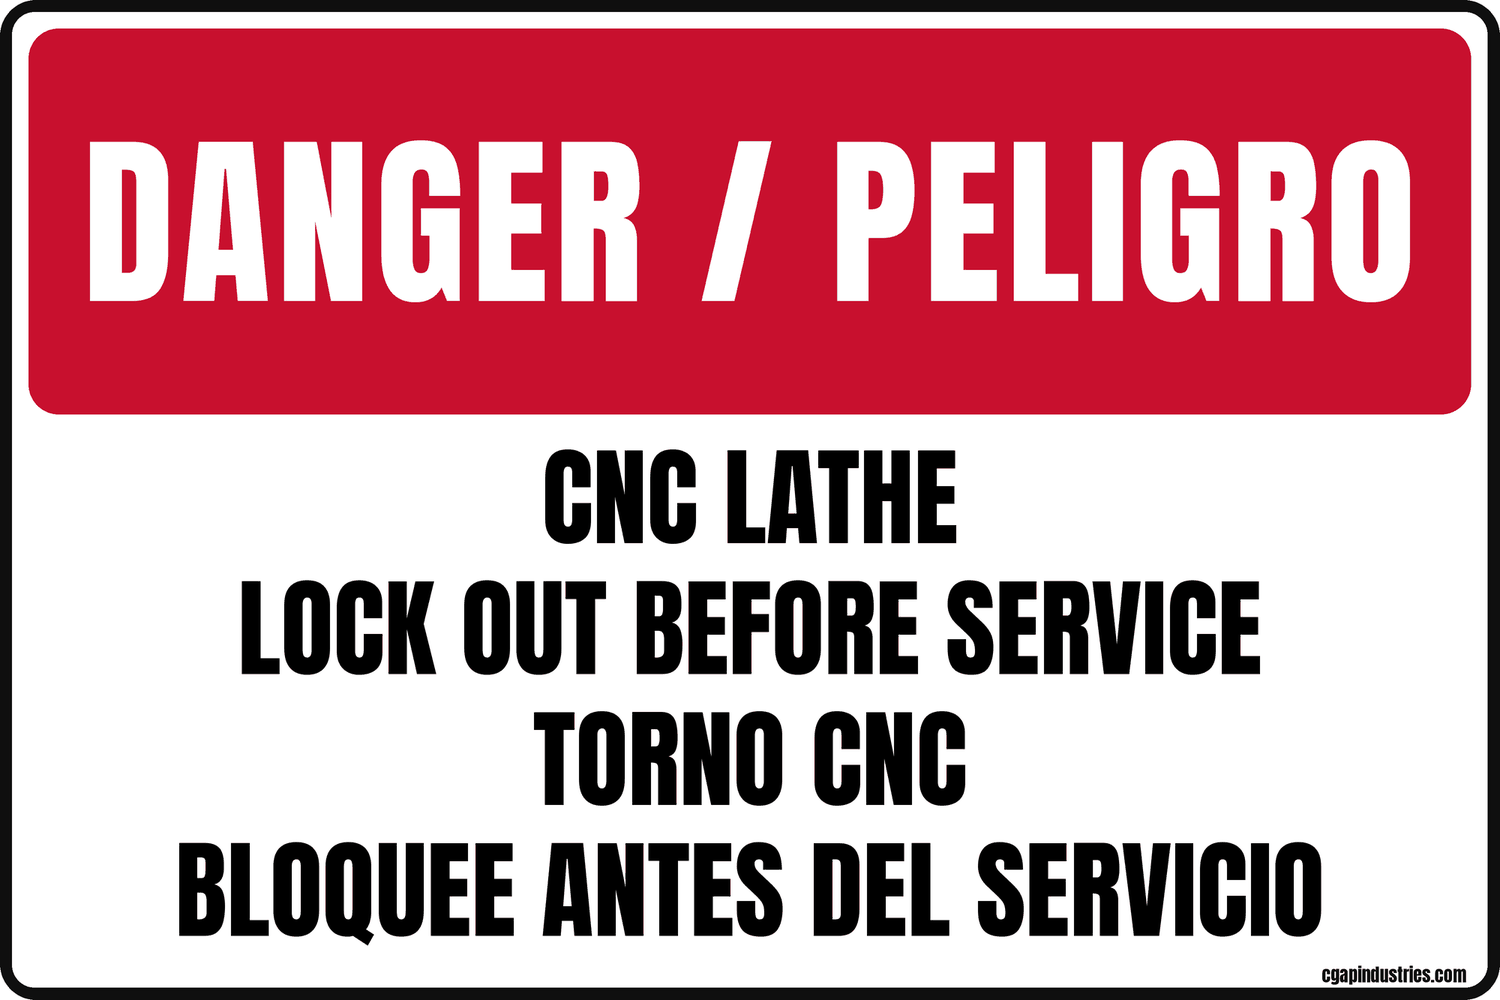 DANGER / PELIGRO
CNC LATHE
LOCK OUT BEFORE SERVICE
TORNO CNC
BLOQUEE ANTES DEL SERVICIO
cgapindustries.com